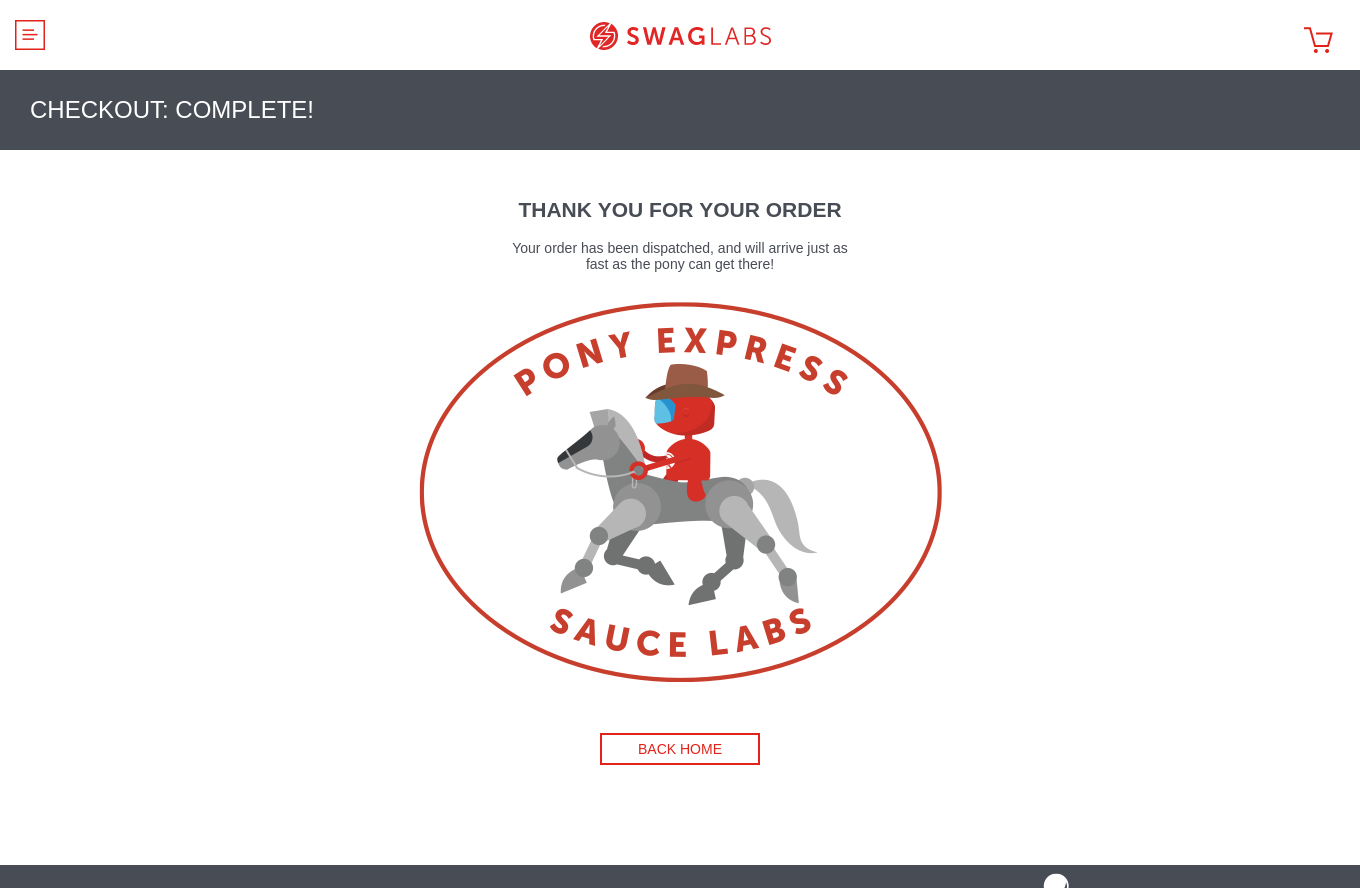 SWAGLABS
CHECKOUT: COMPLETE!
THANK YOU FOR YOUR ORDER
Your order has been dispatched, and will arrive just as
fast as the pony can get there!
PONY EXPRESS
SAUCE LABS
BACK HOME